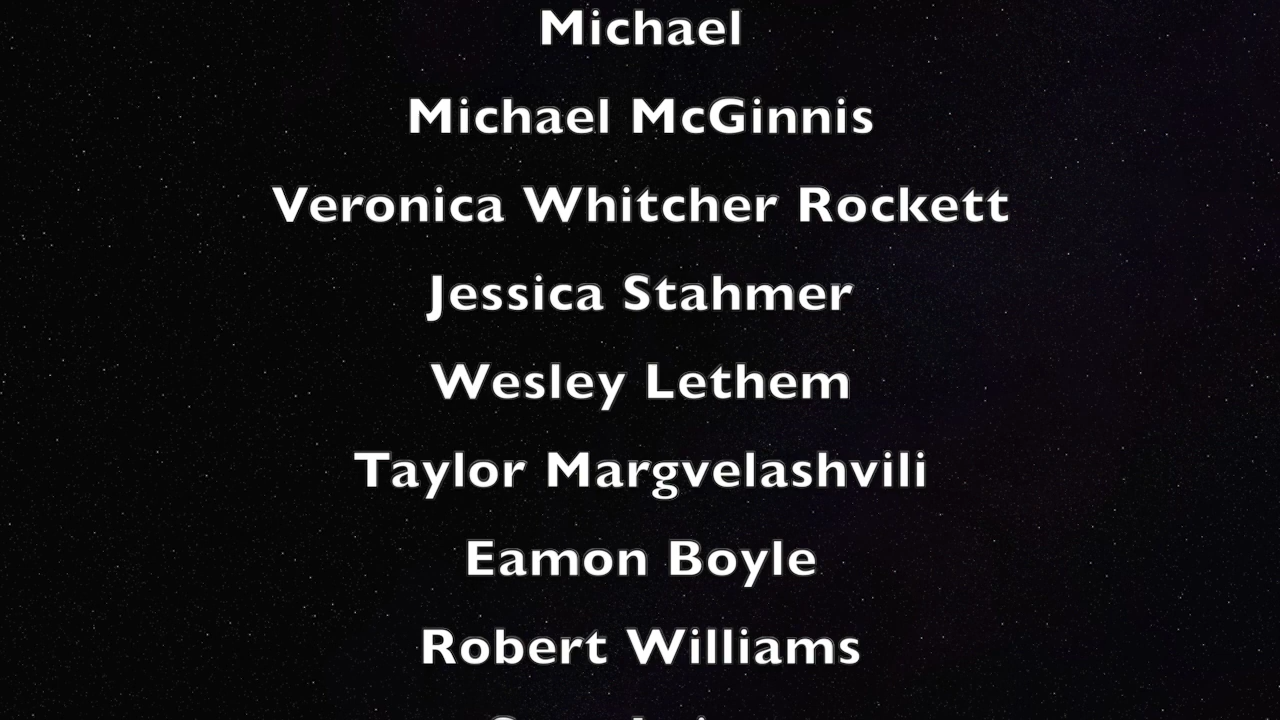 Michael
Michael McGinnis
Veronica Whitcher Rockett
Jessica Stahmer
Wesley Lethem
Taylor Margvelashvili
Eamon Boyle
Robert Williams